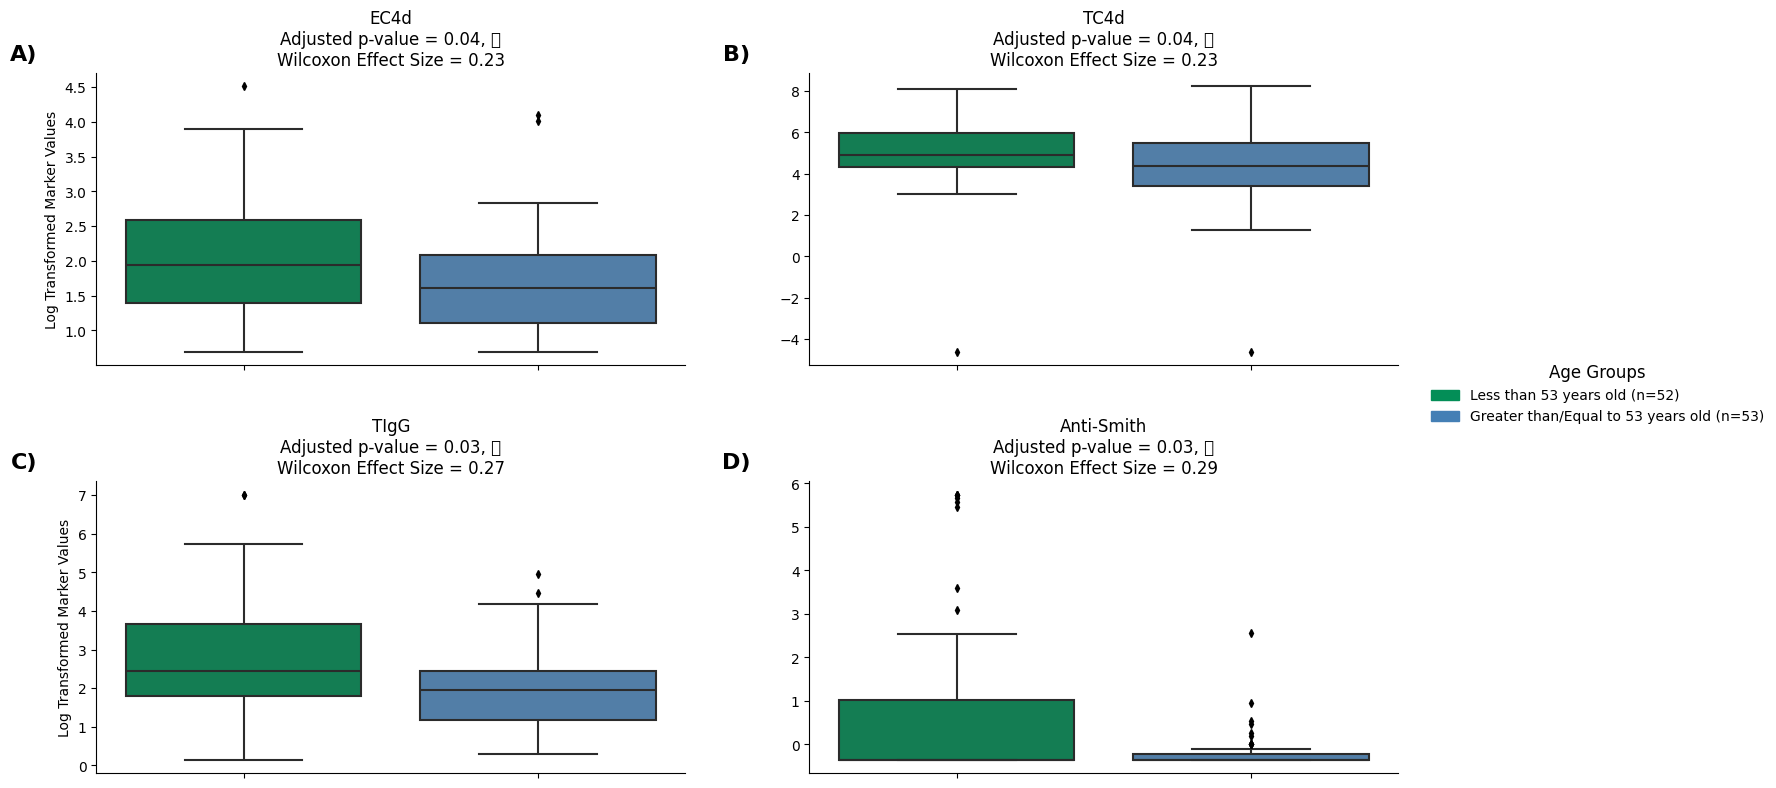 EC4d
Adjusted p-value = 0.04, ▯
Wilcoxon Effect Size = 0.23
A)
4.5
4.0
3.5
3.0
2.5
2.0
1.5
1.0
Log Transformed Marker Values
TC4d
Adjusted p-value = 0.04, ▯
Wilcoxon Effect Size = 0.23
B)
8
6
4
2
0
−2
−4
Age Groups
Less than 53 years old (n=52)
Greater than/Equal to 53 years old (n=53)
TIgG
Adjusted p-value = 0.03, ▯
Wilcoxon Effect Size = 0.27
C)
7
6
5
4
3
2
1
0
Log Transformed Marker Values
Anti-Smith
Adjusted p-value = 0.03, ▯
Wilcoxon Effect Size = 0.29
D)
6
5
4
3
2
1
0